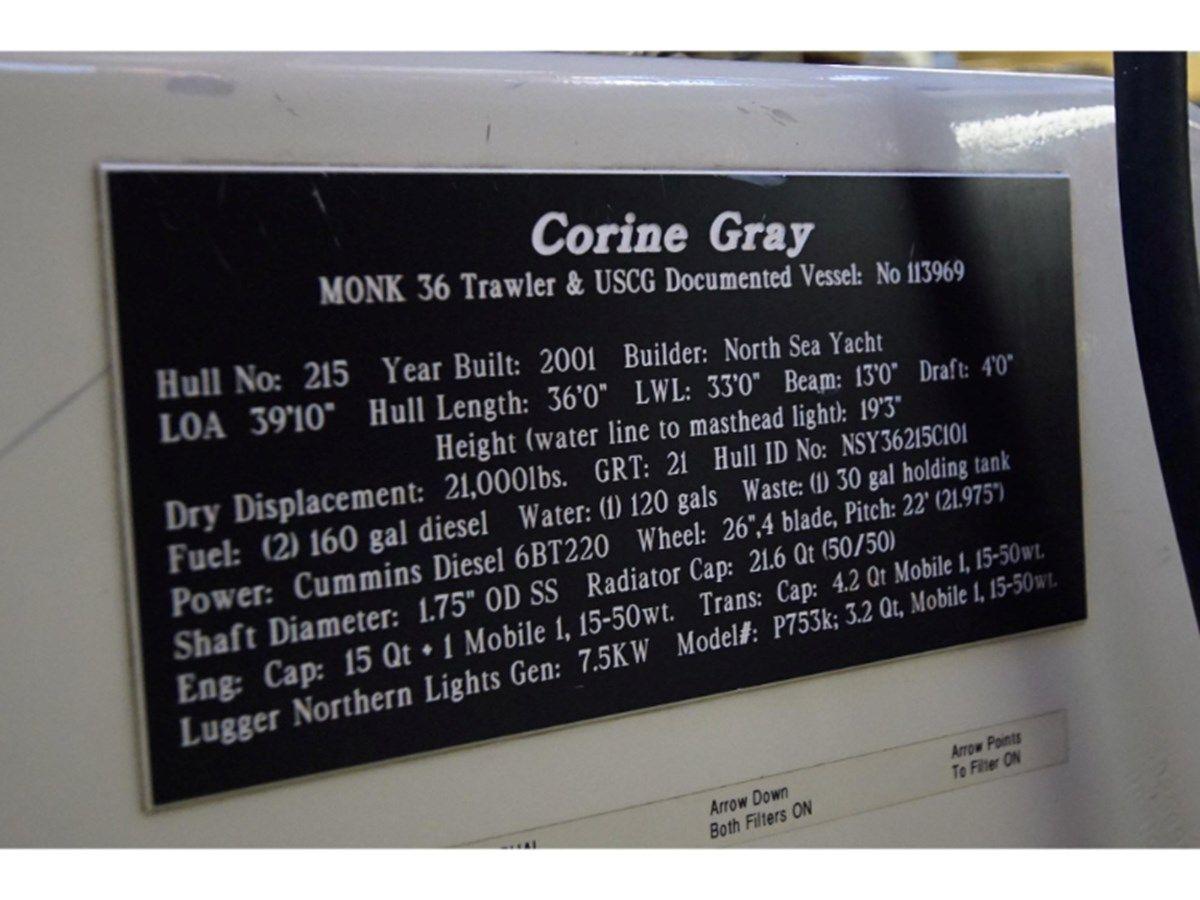 Corine Gray
MONK 36 Trawler & USCG Documented Vessel: No 113969
Hull No: 215 Year Built: 2001 Builder: North Sea Yacht
LOA 39'10" Hull Length: 36'0" LWL: 33'0" Beam: 13'0" Draft: 4'0"
Height (water line to masthead light): 19'3"
Dry Displacement: 21,000lbs. GRT: 21 Hull ID No: NSY36215C101
Fuel: (2) 160 gal diesel Water: (1) 120 gals Waste: (1) 30 gal holding tank
Power: Cummins Diesel 6BT220 Wheel: 26",4 blade, Pitch: 22' (21.975")
Shaft Diameter: 1.75" OD SS Radiator Cap: 21.6 Qt (50/50)
Eng: Cap: 15 Qt + 1 Mobile 1, 15-50wt. Trans: Cap: 4.2 Qt Mobile 1, 15-50wt.
Lugger Northern Lights Gen: 7.5KW Model#: P753k; 3.2 Qt, Mobile 1, 15-50wt.
Arrow Points
To Filter ON
Arrow Down
Both Filters ON